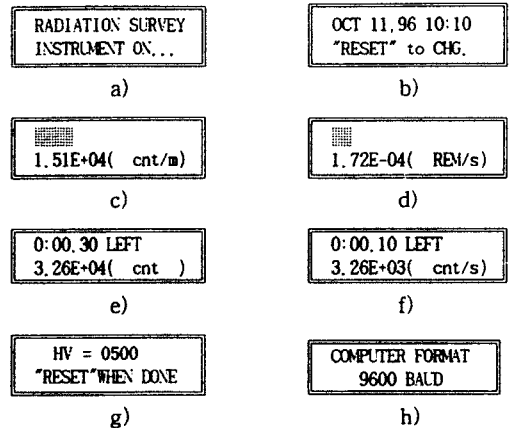 RADIATION SURVEY
INSTRUMENT ON...
a)
OCT 11,96 10:10
"RESET" to CHG.
b)
1.51E+04( cnt/m)
c)
1.72E-04( REM/s)
d)
0:00.30 LEFT
3.26E+04( cnt )
e)
0:00.10 LEFT
3.26E+03( cnt/s)
f)
HV = 0500
"RESET"WHEN DONE
g)
COMPUTER FORMAT
9600 BAUD
h)